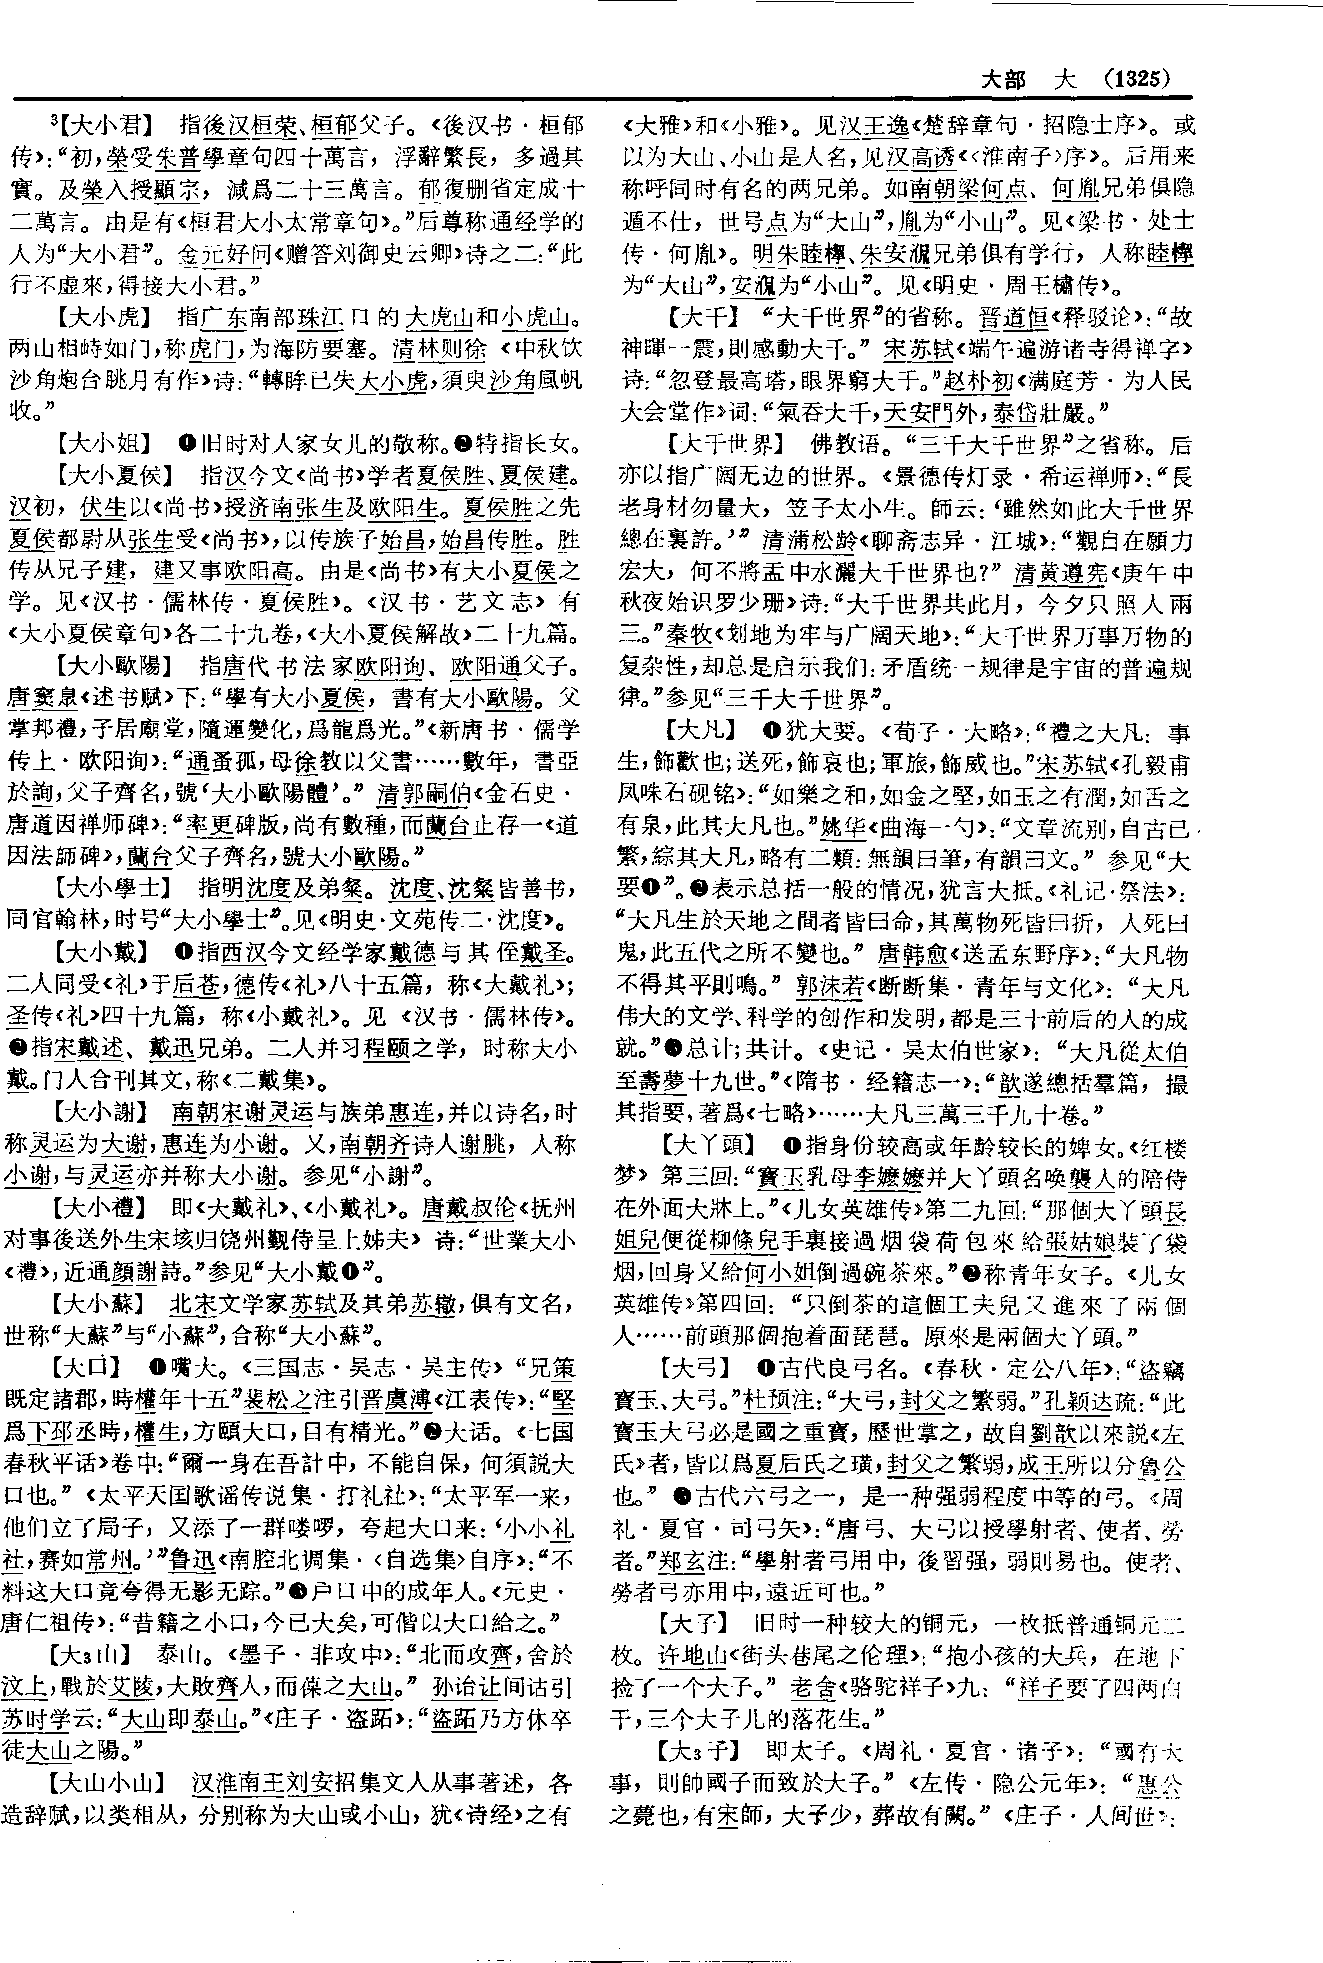 大部 大 (1325)
³【大小君】 指後汉桓荣、桓郁父子。《後汉书·桓郁
传》：“初，榮受朱普學章句四十萬言，浮辭繁長，多過其
實。及榮入授顯宗，減爲二十三萬言。郁復删省定成十
二萬言。由是有《桓君大小太常章句》。”后尊称通经学的
人为“大小君”。金元好问《赠答刘御史云卿》诗之二：“此
行不虚來，得接大小君。”
【大小虎】 指广东南部珠江口的大虎山和小虎山。
两山相峙如门，称虎门，为海防要塞。清林则徐《中秋饮
沙角炮台眺月有作》诗：“轉眸已失大小虎，須臾沙角風帆
收。”
【大小姐】 ❶旧时对人家女儿的敬称。❷特指长女。
【大小夏侯】 指汉今文《尚书》学者夏侯胜、夏侯建。
汉初，伏生以《尚书》授济南张生及欧阳生。夏侯胜之先
夏侯都尉从张生受《尚书》，以传族子始昌，始昌传胜。胜
传从兄子建，建又事欧阳高。由是《尚书》有大小夏侯之
学。见《汉书·儒林传·夏侯胜》。《汉书·艺文志》有
《大小夏侯章句》各二十九卷，《大小夏侯解故》二十九篇。
【大小歐陽】 指唐代书法家欧阳询、欧阳通父子。
唐窦臮《述书赋》下：“學有大小夏侯，書有大小歐陽。父
掌邦禮，子居廟堂，隨運變化，爲龍爲光。”《新唐书·儒学
传上·欧阳询》：“通蚤孤，母徐教以父書……數年，書亞
於詢，父子齊名，號‘大小歐陽體’。”清郭嗣伯《金石史·
唐道因禅师碑》：“率更碑版，尚有數種，而蘭台止存一《道
因法師碑》，蘭台父子齊名，號大小歐陽。”
【大小學士】 指明沈度及弟粲。沈度、沈粲皆善书，
同官翰林，时号“大小學士”。见《明史·文苑传二·沈度》。
【大小戴】 ❶指西汉今文经学家戴德与其侄戴圣。
二人同受《礼》于后苍，德传《礼》八十五篇，称《大戴礼》；
圣传《礼》四十九篇，称《小戴礼》。见《汉书·儒林传》。
❷指宋戴述、戴迅兄弟。二人并习程颐之学，时称大小
戴。门人合刊其文，称《二戴集》。
【大小謝】 南朝宋谢灵运与族弟惠连，并以诗名，时
称灵运为大谢，惠连为小谢。又，南朝齐诗人谢朓，人称
小谢，与灵运亦并称大小谢。参见“小謝”。
【大小禮】 即《大戴礼》、《小戴礼》。唐戴叔伦《抚州
对事後送外生宋垓归饶州觐侍呈上姊夫》诗：“世業大小
《禮》，近通顔謝詩。”参见“大小戴❶”。
【大小蘇】 北宋文学家苏轼及其弟苏辙，俱有文名，
世称“大蘇”与“小蘇”，合称“大小蘇”。
【大口】 ❶嘴大。《三国志·吴志·吴主传》“兄策
既定諸郡，時權年十五”裴松之注引晋虞溥《江表传》：“堅
爲下邳丞時，權生，方頤大口，目有精光。”❷大话。《七国
春秋平话》卷中：“爾一身在吾計中，不能自保，何須說大
口也。”《太平天国歌谣传说集·打礼社》：“太平军一来，
他们立了局子，又添了一群喽啰，夸起大口来：‘小小礼
社，赛如常州。’”鲁迅《南腔北调集·〈自选集〉自序》：“不
料这大口竟夸得无影无踪。”❸户口中的成年人。《元史·
唐仁祖传》：“昔籍之小口，今已大矣，可偕以大口給之。”
【大₃山】 泰山。《墨子·非攻中》：“北而攻齊，舍於
汶上，戰於艾陵，大敗齊人，而葆之大山。”孙诒让间诂引
苏时学云：“大山即泰山。”《庄子·盗跖》：“盜跖乃方休卒
徒大山之陽。”
【大山小山】 汉淮南王刘安招集文人从事著述，各
造辞赋，以类相从，分别称为大山或小山，犹《诗经》之有
《大雅》和《小雅》。见汉王逸《楚辞章句·招隐士序》。或
以为大山、小山是人名，见汉高诱《〈淮南子〉序》。后用来
称呼同时有名的两兄弟。如南朝梁何点、何胤兄弟俱隐
遁不仕，世号点为“大山”，胤为“小山”。见《梁书·处士
传·何胤》。明朱睦㮮、朱安𣵠兄弟俱有学行，人称睦㮮
为“大山”，安为“小山”。见《明史·周王橚传》。
【大千】 “大千世界”的省称。晋道恒《释驳论》：“故
神暉一震，則感動大千。”宋苏轼《端午遍游诸寺得禅字》
诗：“忽登最高塔，眼界窮大千。”赵朴初《满庭芳·为人民
大会堂作》词：“氣吞大千，天安門外，泰岱壯嚴。”
【大千世界】 佛教语。“三千大千世界”之省称。后
亦以指广阔无边的世界。《景德传灯录·希运禅师》：“長
老身材勿量大，笠子太小生。師云：‘雖然如此大千世界
總在裏許。’”清蒲松龄《聊斋志异·江城》：“觀自在願力
宏大，何不將盂中水灑大千世界也？”清黄遵宪《庚午中
秋夜始识罗少珊》诗：“大千世界共此月，今夕只照人兩
三。”秦牧《划地为牢与广阔天地》：“大千世界万事万物的
复杂性，却总是启示我们：矛盾统一规律是宇宙的普遍规
律。”参见“三千大千世界”。
【大凡】 ❶犹大要。《荀子·大略》：“禮之大凡：事
生，飾歡也；送死，飾哀也；軍旅，飾威也。”宋苏轼《孔毅甫
凤咮石砚铭》：“如樂之和，如金之堅，如玉之有潤，如舌之
有泉，此其大凡也。”姚华《曲海一勺》：“文章流别，自古已
繁，綜其大凡，略有二類：無韻曰筆，有韻曰文。”参见“大
要❶”。❷表示总括一般的情况，犹言大抵。《礼记·祭法》：
“大凡生於天地之間者皆曰命，其萬物死皆曰折，人死曰
鬼，此五代之所不變也。”唐韩愈《送孟东野序》：“大凡物
不得其平則鳴。”郭沫若《断断集·青年与文化》：“大凡
伟大的文学、科学的创作和发明，都是三十前后的人的成
就。”❸总计；共计。《史记·吴太伯世家》：“大凡從太伯
至壽夢十九世。”《隋书·经籍志一》：“歆遂總括羣篇，撮
其指要，著爲《七略》……大凡三萬三千九十卷。”
【大丫頭】 ❶指身份较高或年龄较长的婢女。《红楼
梦》第三回：“寶玉乳母李嬷嬷并大丫頭名唤襲人的陪侍
在外面大牀上。”《儿女英雄传》第二九回：“那個大丫頭長
姐兒便從柳條兒手裏接過烟袋荷包來給張姑娘裝了袋
烟，回身又給何小姐倒過碗茶來。”❷称青年女子。《儿女
英雄传》第四回：“只倒茶的這個工夫兒又進來了兩個
人……前頭那個抱着面琵琶。原來是兩個大丫頭。”
【大弓】 ❶古代良弓名。《春秋·定公八年》：“盜竊
寶玉、大弓。”杜预注：“大弓，封父之繁弱。”孔颖达疏：“此
寶玉大弓必是國之重寶，歷世掌之，故自劉歆以來說《左
氏》者，皆以爲夏后氏之璜，封父之繁弱，成王所以分魯公
也。”❷古代六弓之一，是一种强弱程度中等的弓。《周
礼·夏官·司弓矢》：“唐弓、大弓以授學射者、使者、勞
者。”郑玄注：“學射者弓用中，後習强，弱則易也。使者、
勞者弓亦用中，遠近可也。”
【大子】 旧时一种较大的铜元，一枚抵普通铜元二
枚。许地山《街头巷尾之伦理》：“抱小孩的大兵，在地下
捡了一个大子。”老舍《骆驼祥子》九：“祥子要了四两白
干，三个大子儿的落花生。”
【大₃子】 即太子。《周礼·夏官·诸子》：“國有大
事，則帥國子而致於大子。”《左传·隐公元年》：“惠公
之薨也，有宋師，大子少，葬故有闕。”《庄子·人间世》：